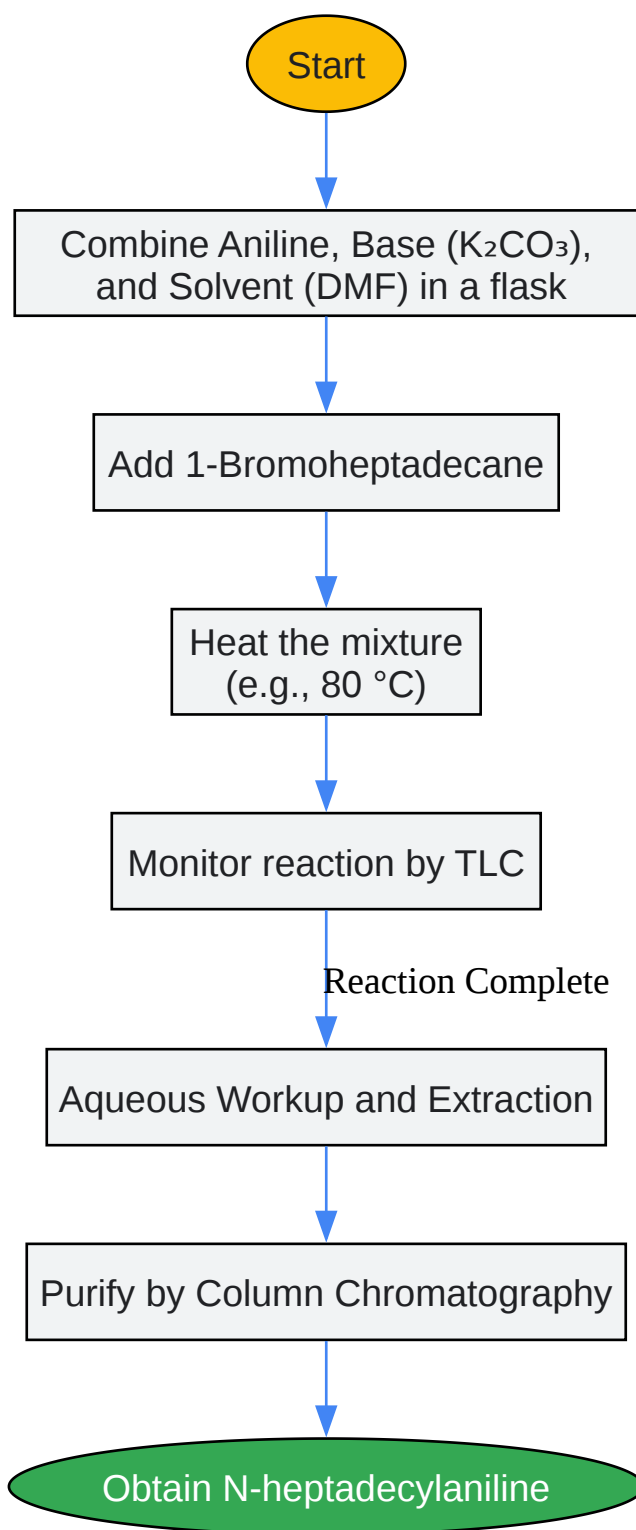 Start
Combine Aniline, Base (K₂CO₃),
and Solvent (DMF) in a flask
Add 1-Bromoheptadecane
Heat the mixture
(e.g., 80 °C)
Monitor reaction by TLC
Reaction Complete
Aqueous Workup and Extraction
Purify by Column Chromatography
Obtain N-heptadecylaniline